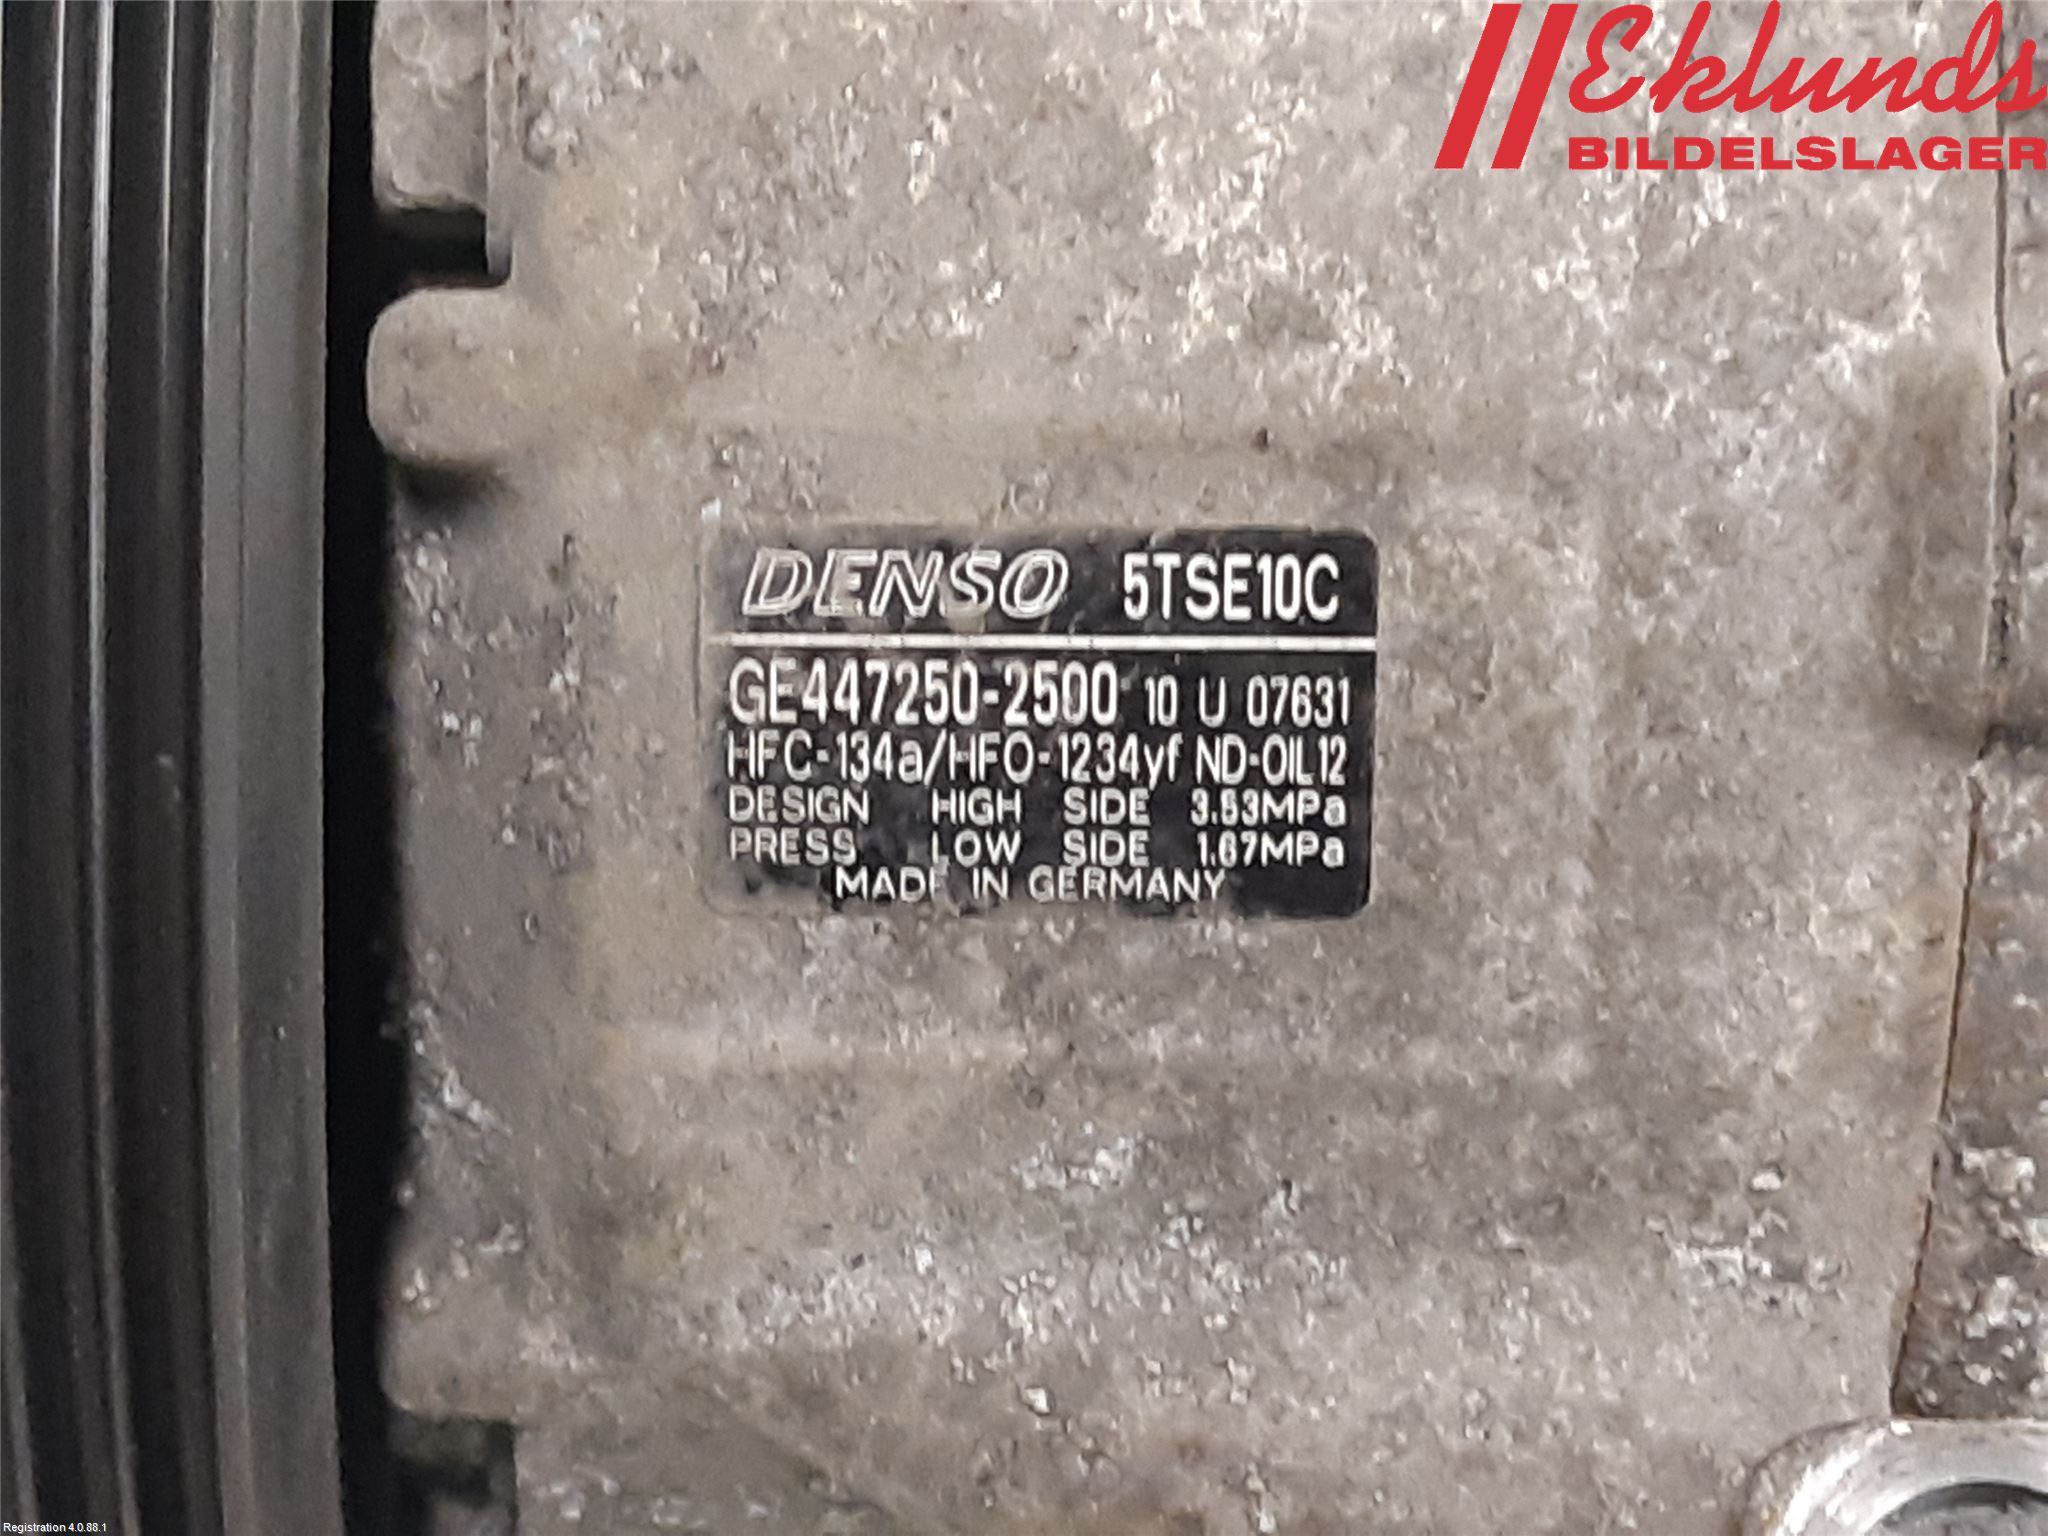 Eklunds
BILDELSLAGER
DENSO 5TSE10C
GE447250-2500 10 U 07631
HFC-134a/HFO-1234yf ND-OIL12
DESIGN HIGH SIDE 3.53MPa
PRESS LOW SIDE 1.67MPa
MADE IN GERMANY
Registration 4.0.88.1